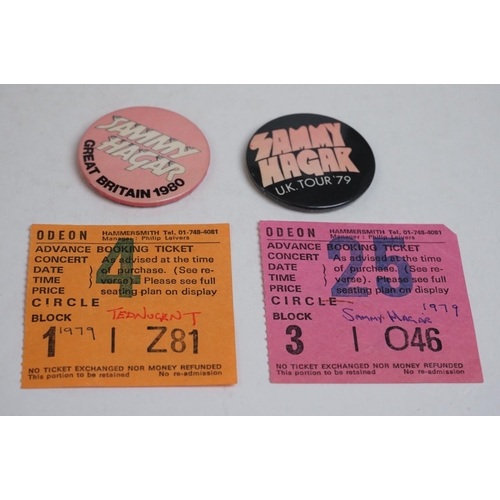 SAMMY
HAGAR
GREAT BRITAIN 1980
SAMMY
HAGAR
U.K. TOUR '79
ODEON HAMMERSMITH Tel. 01-748-4081
Manager: Philip Leivers
ADVANCE BOOKING TICKET
CONCERT As advised at the time
DATE of purchase. (See re-
TIME verse) Please see full
PRICE seating plan on display
4
CIRCLE
BLOCK TED NUGENT
1 1979 Z81
NO TICKET EXCHANGED NOR MONEY REFUNDED
This portion to be retained No re-admission
ODEON HAMMERSMITH Tel. 01-748-4081
Manager: Philip Leivers
ADVANCE BOOKING TICKET
CONCERT As advised at the time
DATE of purchase. (See re-
TIME verse) Please see full
PRICE seating plan on display
CIRCLE
BLOCK SAMMY HAGAR 1979
3 O46
NO TICKET EXCHANGED NOR MONEY REFUNDED
This portion to be retained No re-admission